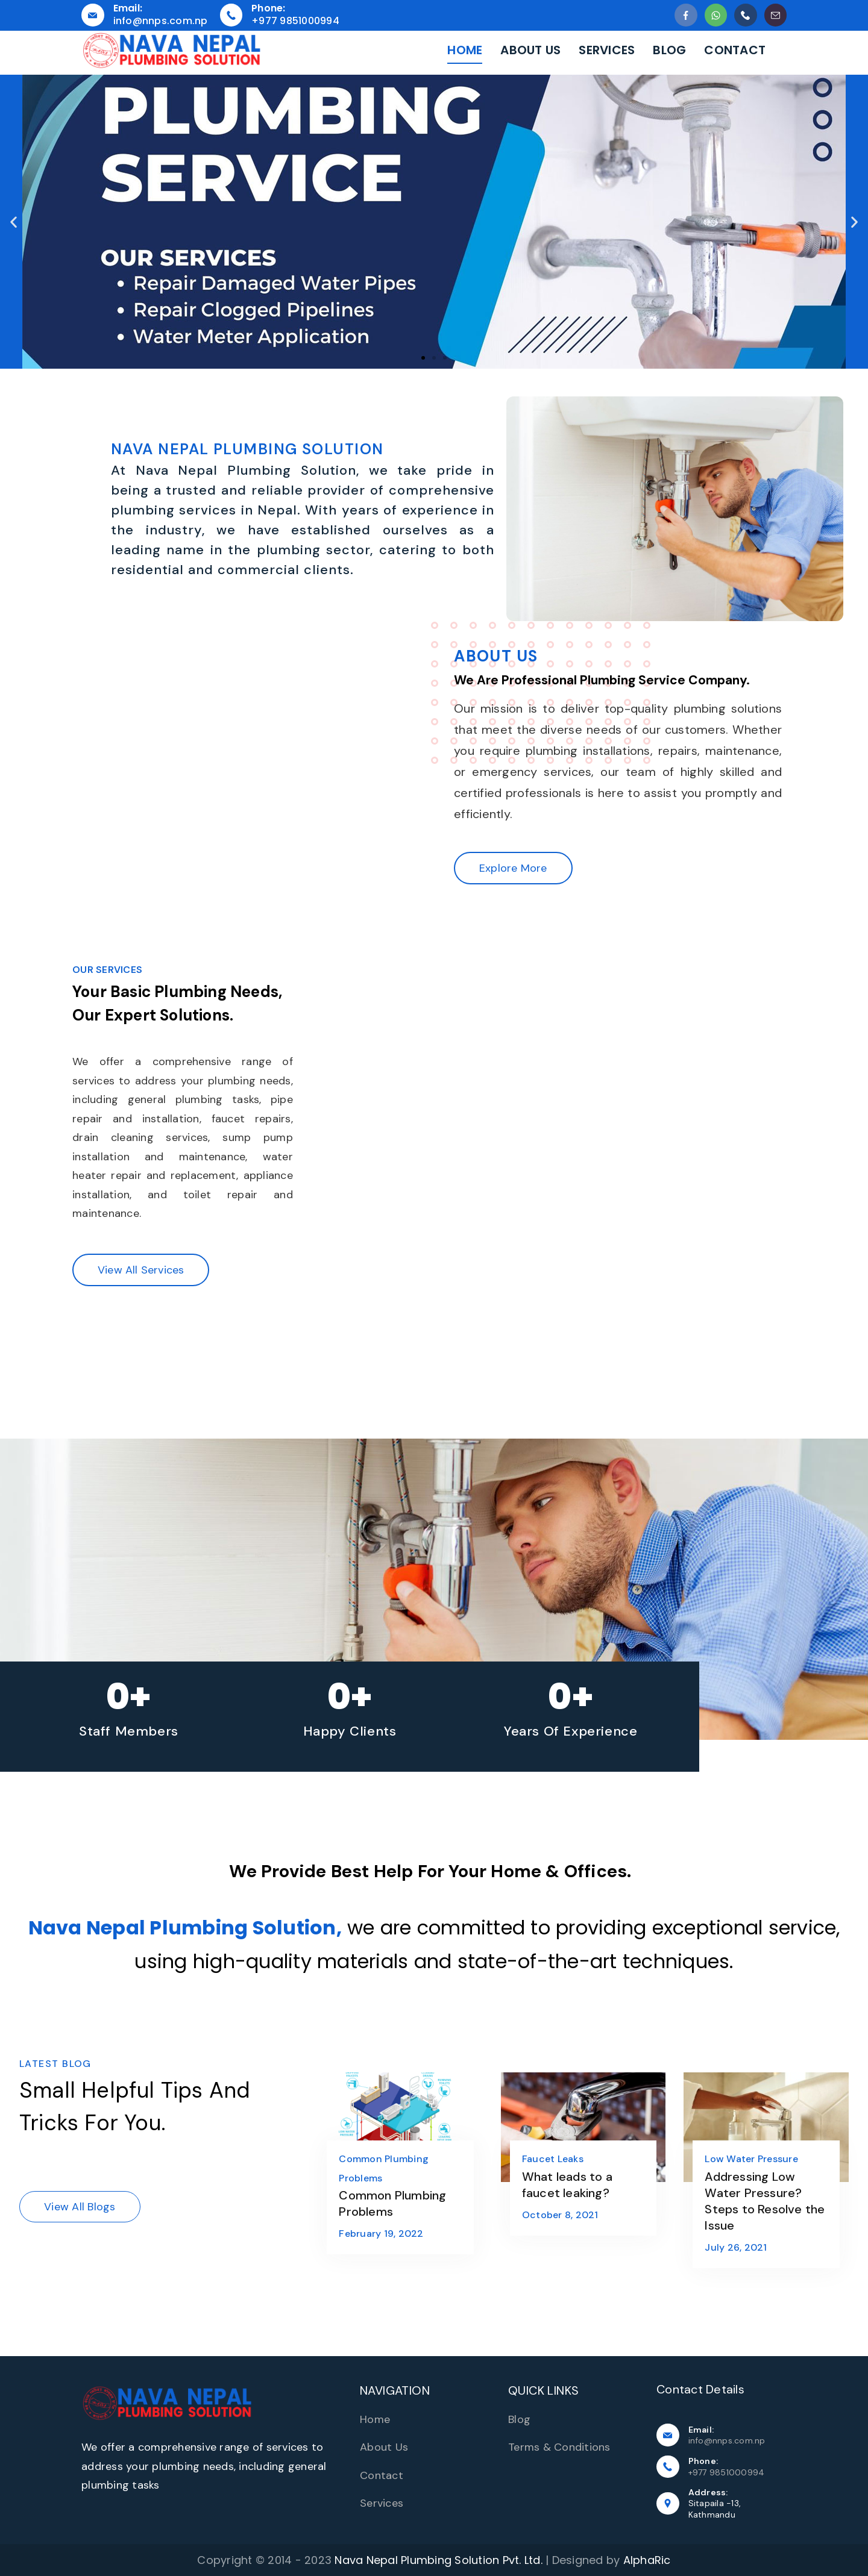 Email:
info@nnps.com.np
Phone:
+977 9851000994
NAVA NEPAL
PLUMBING SOLUTION
HOME
ABOUT US
SERVICES
BLOG
CONTACT
PLUMBING
SERVICE
OUR SERVICES
• Repair Damaged Water Pipes
• Repair Clogged Pipelines
• Water Meter Application
NAVA NEPAL PLUMBING SOLUTION
At Nava Nepal Plumbing Solution, we take pride in
being a trusted and reliable provider of comprehensive
plumbing services in Nepal. With years of experience in
the industry, we have established ourselves as a
leading name in the plumbing sector, catering to both
residential and commercial clients.
ABOUT US
We Are Professional Plumbing Service Company.
Our mission is to deliver top-quality plumbing solutions
that meet the diverse needs of our customers. Whether
you require plumbing installations, repairs, maintenance,
or emergency services, our team of highly skilled and
certified professionals is here to assist you promptly and
efficiently.
Explore More
OUR SERVICES
Your Basic Plumbing Needs,
Our Expert Solutions.
We offer a comprehensive range of
services to address your plumbing needs,
including general plumbing tasks, pipe
repair and installation, faucet repairs,
drain cleaning services, sump pump
installation and maintenance, water
heater repair and replacement, appliance
installation, and toilet repair and
maintenance.
View All Services
0+
Staff Members
0+
Happy Clients
0+
Years Of Experience
We Provide Best Help For Your Home & Offices.
Nava Nepal Plumbing Solution, we are committed to providing exceptional service,
using high-quality materials and state-of-the-art techniques.
LATEST BLOG
Small Helpful Tips And
Tricks For You.
View All Blogs
Common Plumbing
Problems
Common Plumbing
Problems
February 19, 2022
Faucet Leaks
What leads to a
faucet leaking?
October 8, 2021
Low Water Pressure
Addressing Low
Water Pressure?
Steps to Resolve the
Issue
July 26, 2021
NAVA NEPAL
PLUMBING SOLUTION
We offer a comprehensive range of services to
address your plumbing needs, including general
plumbing tasks
NAVIGATION
Home
About Us
Contact
Services
QUICK LINKS
Blog
Terms & Conditions
Contact Details
Email:
info@nnps.com.np
Phone:
+977 9851000994
Address:
Sitapaila -13,
Kathmandu
Copyright © 2014 - 2023 Nava Nepal Plumbing Solution Pvt. Ltd. | Designed by AlphaRic